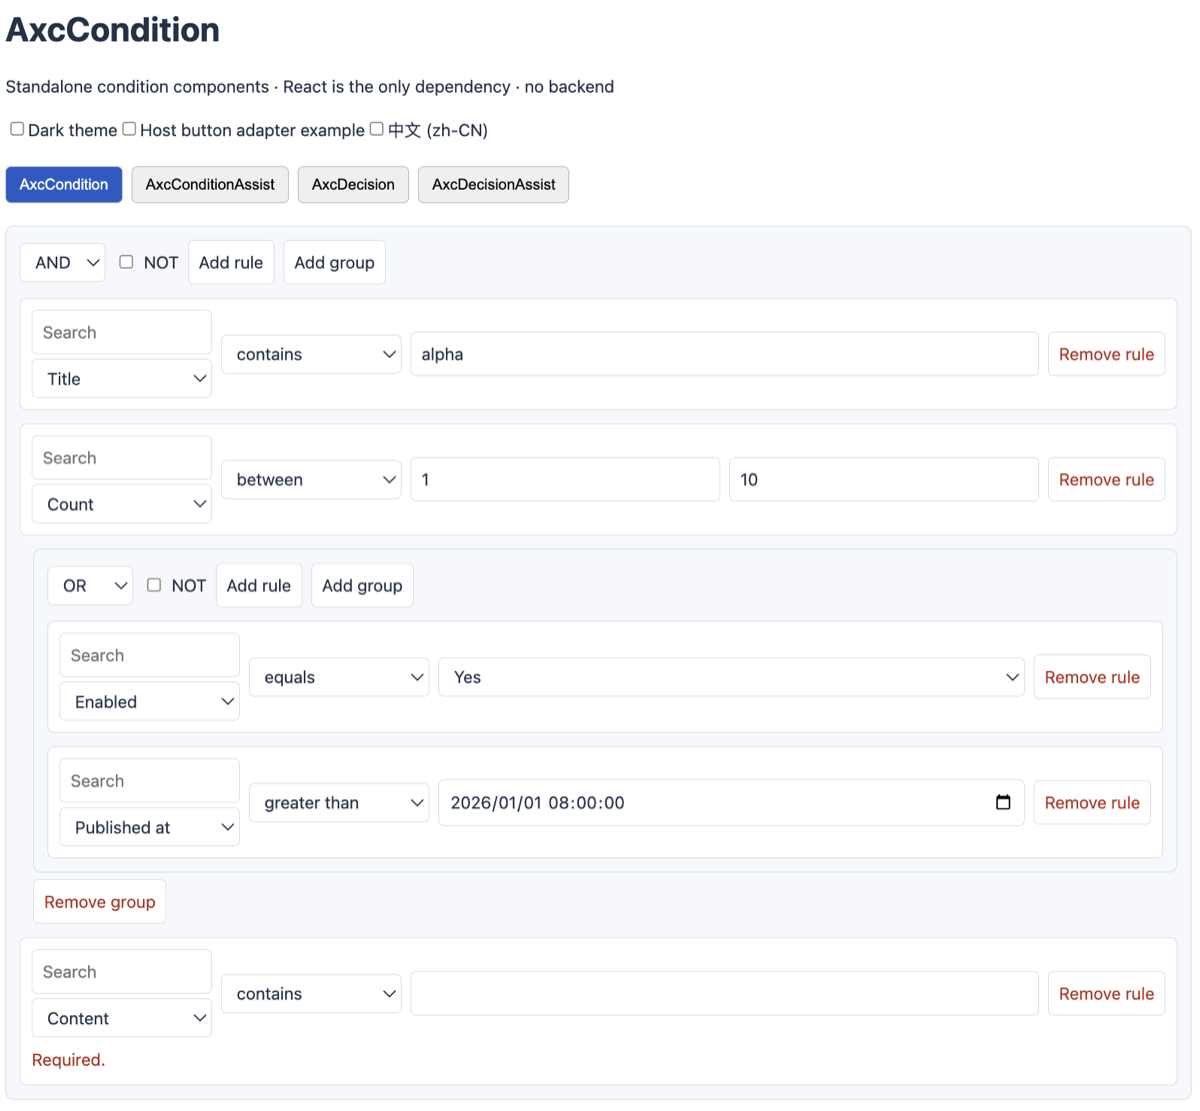 AxcCondition
Standalone condition components · React is the only dependency · no backend
Dark theme Host button adapter example 中文 (zh-CN)
AxcCondition AxcConditionAssist AxcDecision AxcDecisionAssist
AND NOT Add rule Add group
Search
contains alpha Remove rule
Title
Search
between 1 10 Remove rule
Count
OR NOT Add rule Add group
Search
equals Yes Remove rule
Enabled
Search
greater than 2026/01/01 08:00:00 Remove rule
Published at
Remove group
Search
contains Remove rule
Content
Required.